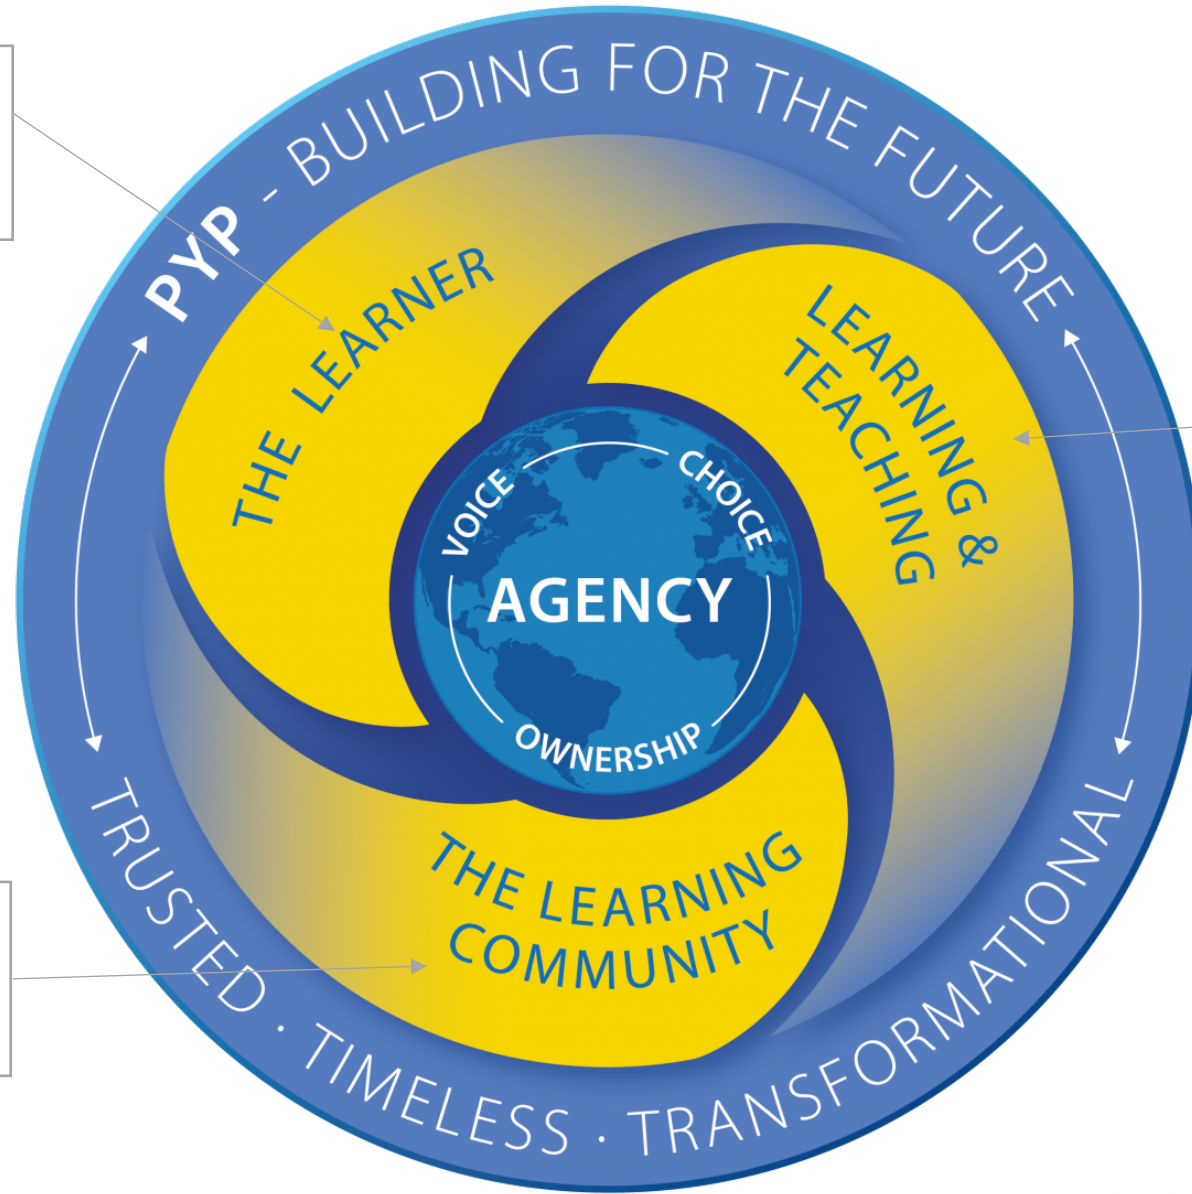 PYP - BUILDING FOR THE FUTURE
THE LEARNER
LEARNING &
TEACHING
VOICE
CHOICE
AGENCY
OWNERSHIP
THE LEARNING
COMMUNITY
TRUSTED · TIMELESS · TRANSFORMATIONAL